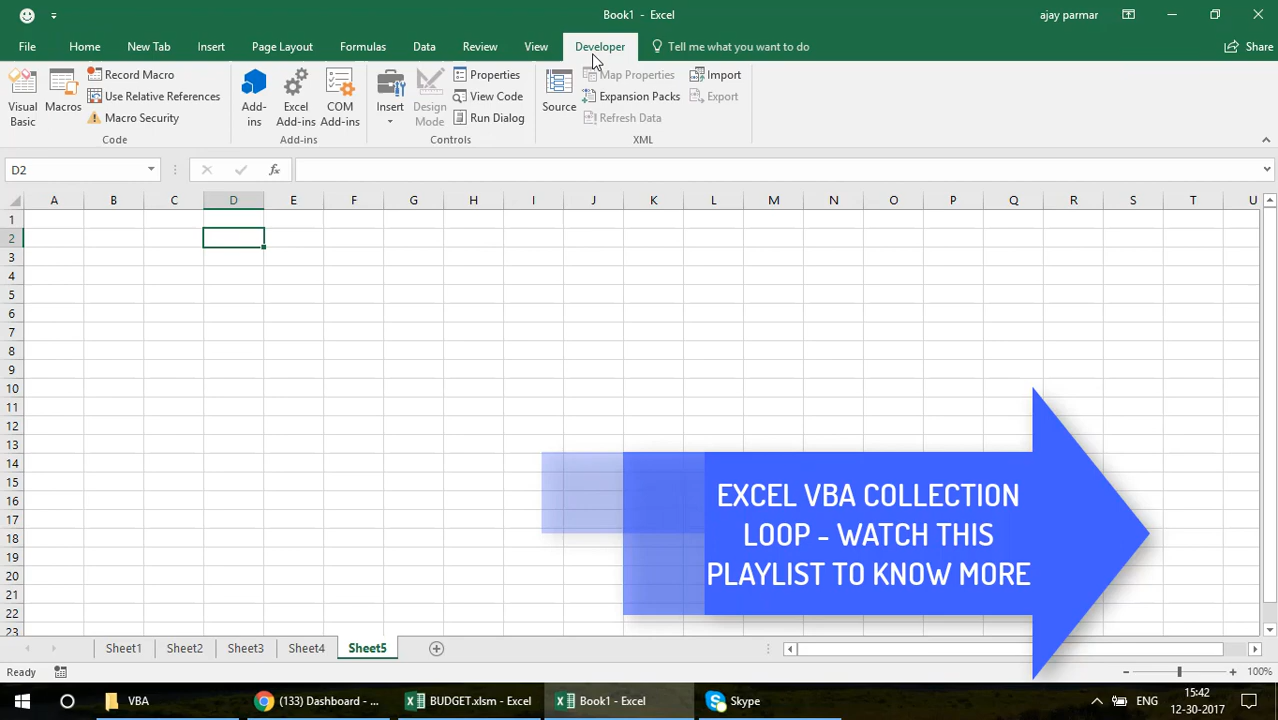 Book1 - Excel
ajay parmar
File Home New Tab Insert Page Layout Formulas Data Review View Developer Tell me what you want to do Share
Visual Basic
Macros
Record Macro
Use Relative References
Macro Security
Code
Add-ins
Excel Add-ins
COM Add-ins
Add-ins
Insert
Design Mode
Properties
View Code
Run Dialog
Controls
Source
Map Properties
Expansion Packs
Refresh Data
Import
Export
XML
D2
fx
A B C D E F G H I J K L M N O P Q R S T U
1
2
3
4
5
6
7
8
9
10
11
12
13
14
15
16
17
18
19
20
21
22
23
EXCEL VBA COLLECTION
LOOP - WATCH THIS
PLAYLIST TO KNOW MORE
Sheet1 Sheet2 Sheet3 Sheet4 Sheet5
Ready
100%
VBA
(133) Dashboard - ...
BUDGET.xlsm - Excel
Book1 - Excel
Skype
ENG
15:42
12-30-2017